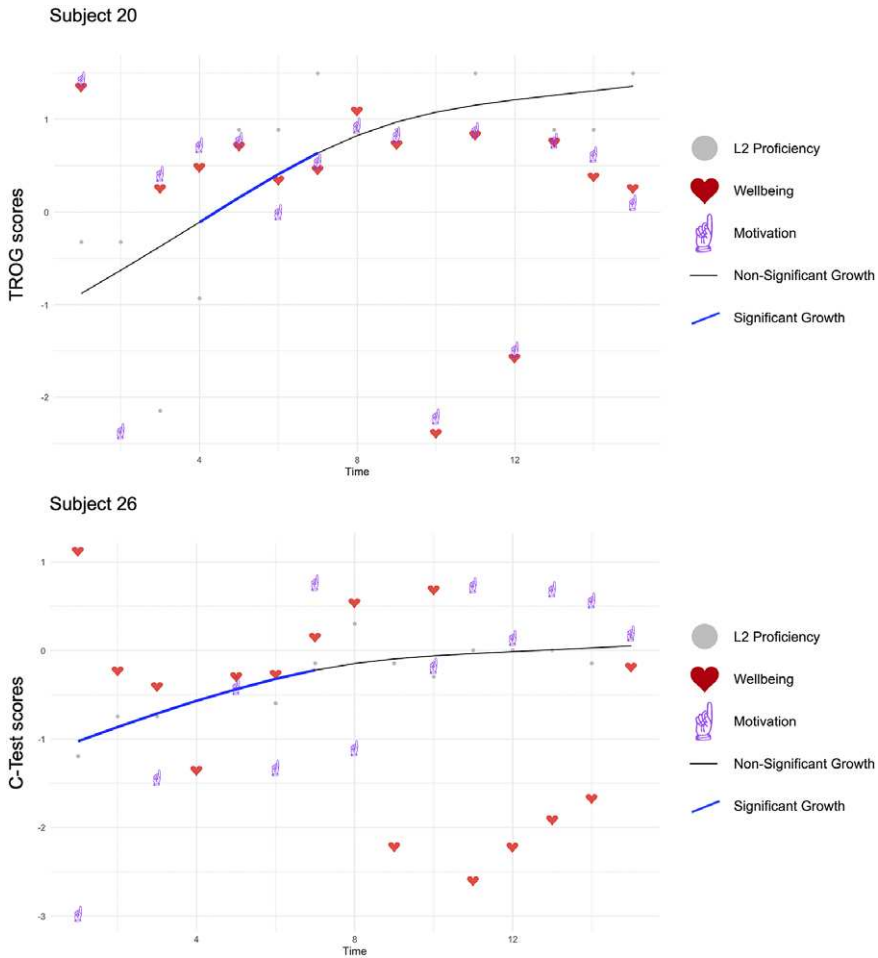 Subject 20
TROG scores
1
0
-1
-2
4
8
12
Time
L2 Proficiency
Wellbeing
Motivation
Non-Significant Growth
Significant Growth
Subject 26
C-Test scores
1
0
-1
-2
-3
4
8
12
Time
L2 Proficiency
Wellbeing
Motivation
Non-Significant Growth
Significant Growth